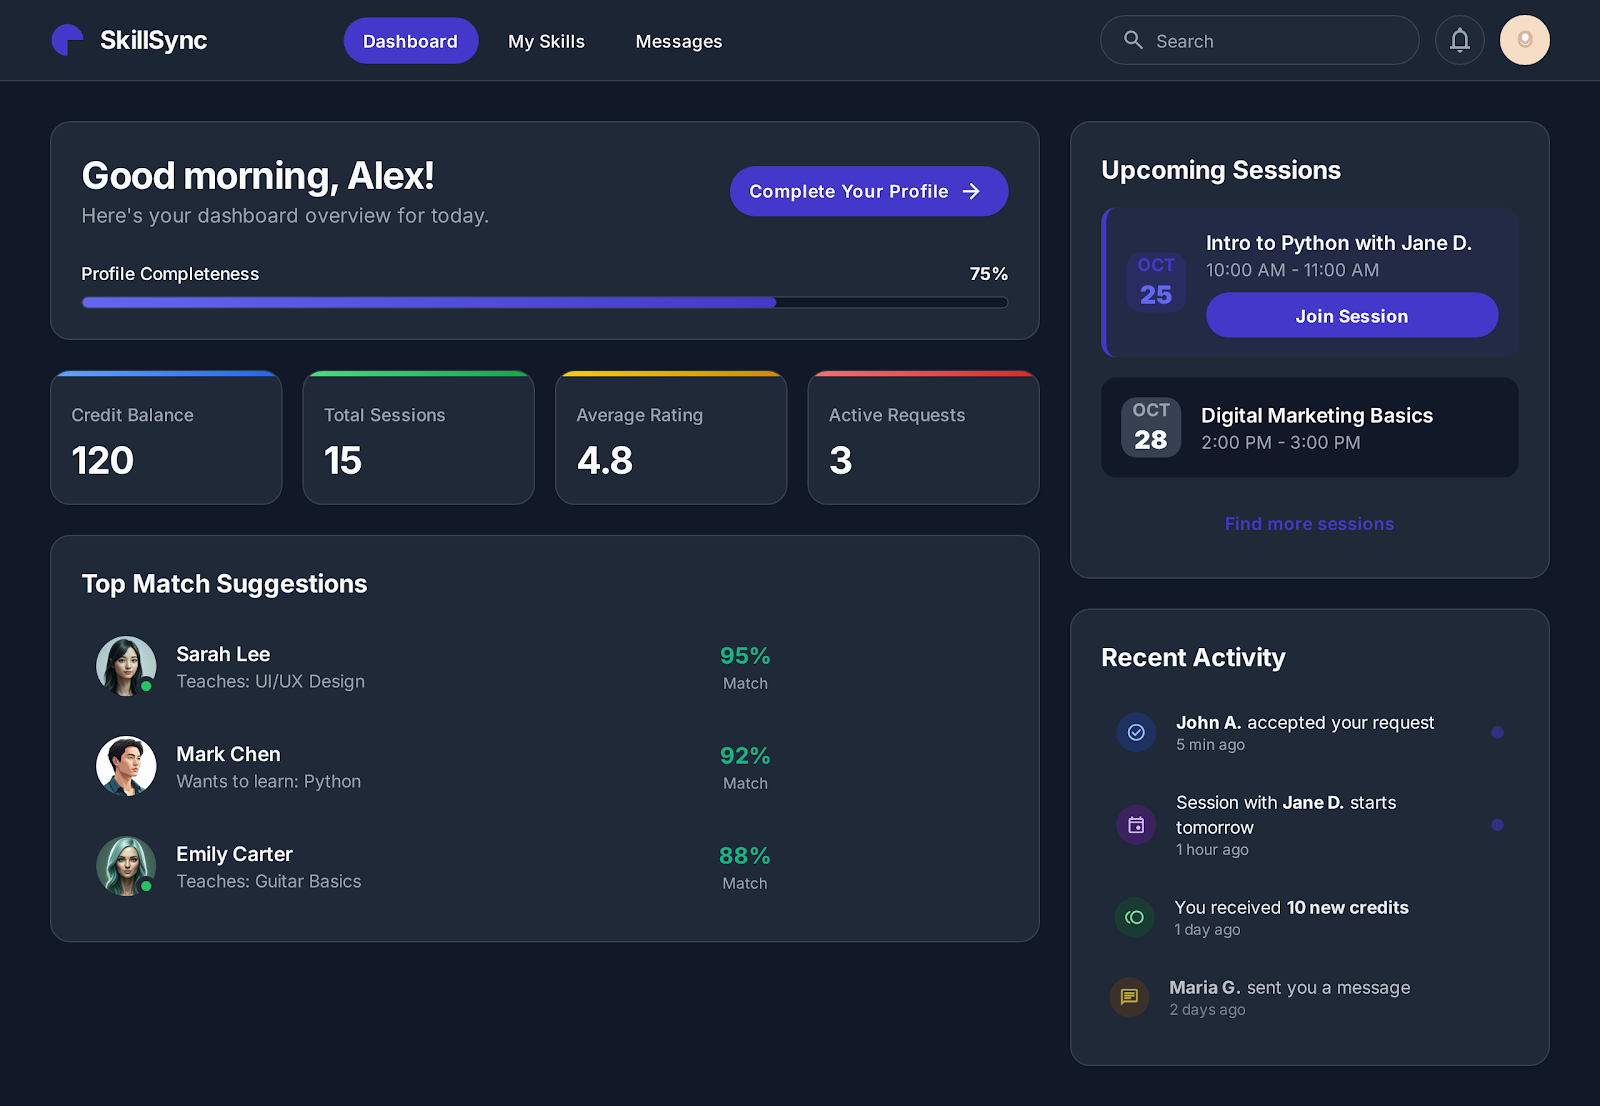 SkillSync
Dashboard
My Skills
Messages
Search
Good morning, Alex!
Here's your dashboard overview for today.
Complete Your Profile
Profile Completeness
75%
Credit Balance
120
Total Sessions
15
Average Rating
4.8
Active Requests
3
Top Match Suggestions
Sarah Lee
Teaches: UI/UX Design
95%
Match
Mark Chen
Wants to learn: Python
92%
Match
Emily Carter
Teaches: Guitar Basics
88%
Match
Upcoming Sessions
OCT
25
Intro to Python with Jane D.
10:00 AM - 11:00 AM
Join Session
OCT
28
Digital Marketing Basics
2:00 PM - 3:00 PM
Find more sessions
Recent Activity
John A. accepted your request
5 min ago
Session with Jane D. starts
tomorrow
1 hour ago
You received 10 new credits
1 day ago
Maria G. sent you a message
2 days ago